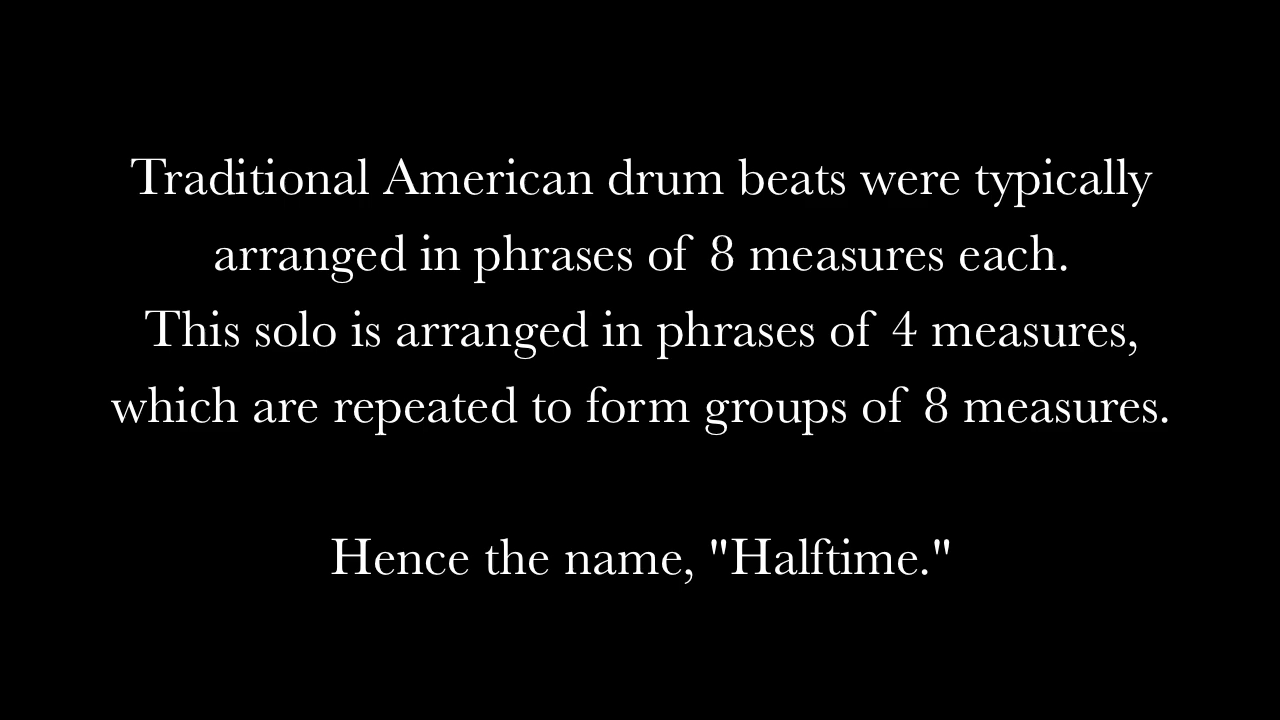 Traditional American drum beats were typically
arranged in phrases of 8 measures each.
This solo is arranged in phrases of 4 measures,
which are repeated to form groups of 8 measures.
Hence the name, "Halftime."